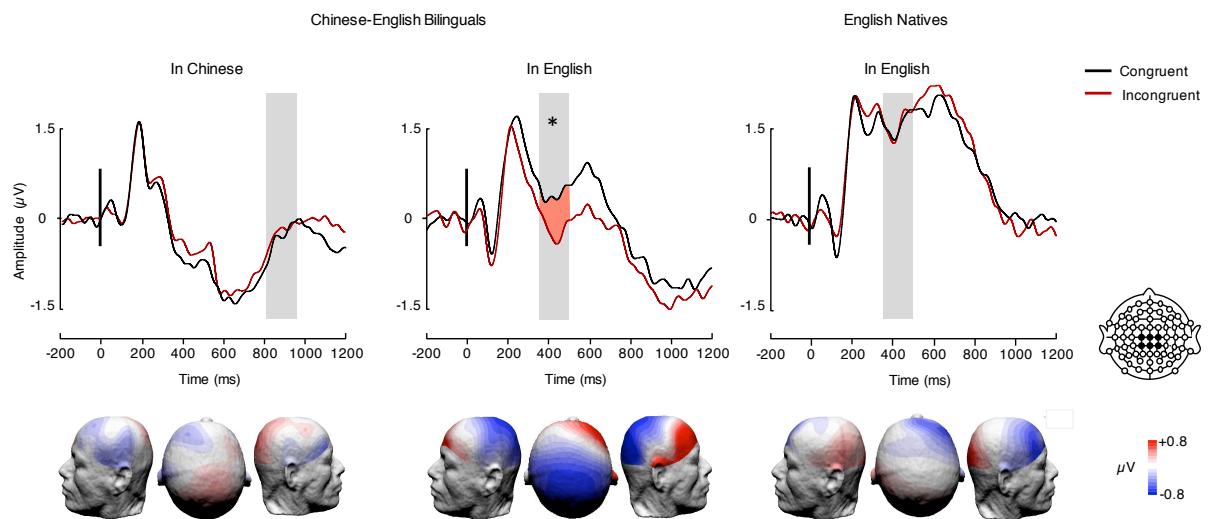 Chinese-English Bilinguals
English Natives
In Chinese
In English
In English
Congruent
Incongruent
*
1.5
0
-1.5
Amplitude (µV)
1.5
0
-1.5
1.5
0
-1.5
-200 0 200 400 600 800 1000 1200
-200 0 200 400 600 800 1000 1200
-200 0 200 400 600 800 1000 1200
Time (ms)
Time (ms)
Time (ms)
+0.8
µV
-0.8